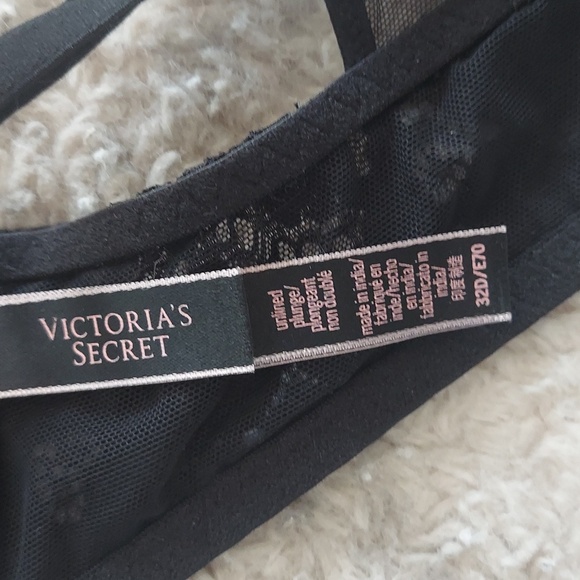 VICTORIA'S
SECRET
unlined
plunge/
plongeant
non doublé
made in india/
fabriqué en
inde/hecho
en india/
fabbricato in
india/
印度制造
32D/E70